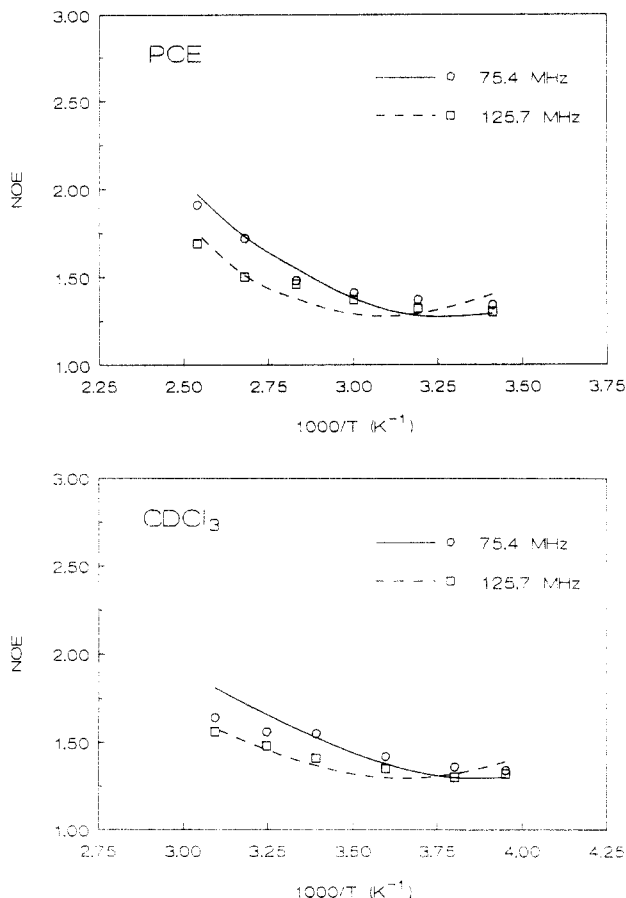 3.00
PCE
75.4 MHz
2.50
125.7 MHz
NOE
2.00
1.50
1.00
2.25 2.50 2.75 3.00 3.25 3.50 3.75
1000/T (K⁻¹)
3.00
CDCl₃
75.4 MHz
2.50
125.7 MHz
NOE
2.00
1.50
1.00
2.75 3.00 3.25 3.50 3.75 4.00 4.25
1000/T (K⁻¹)